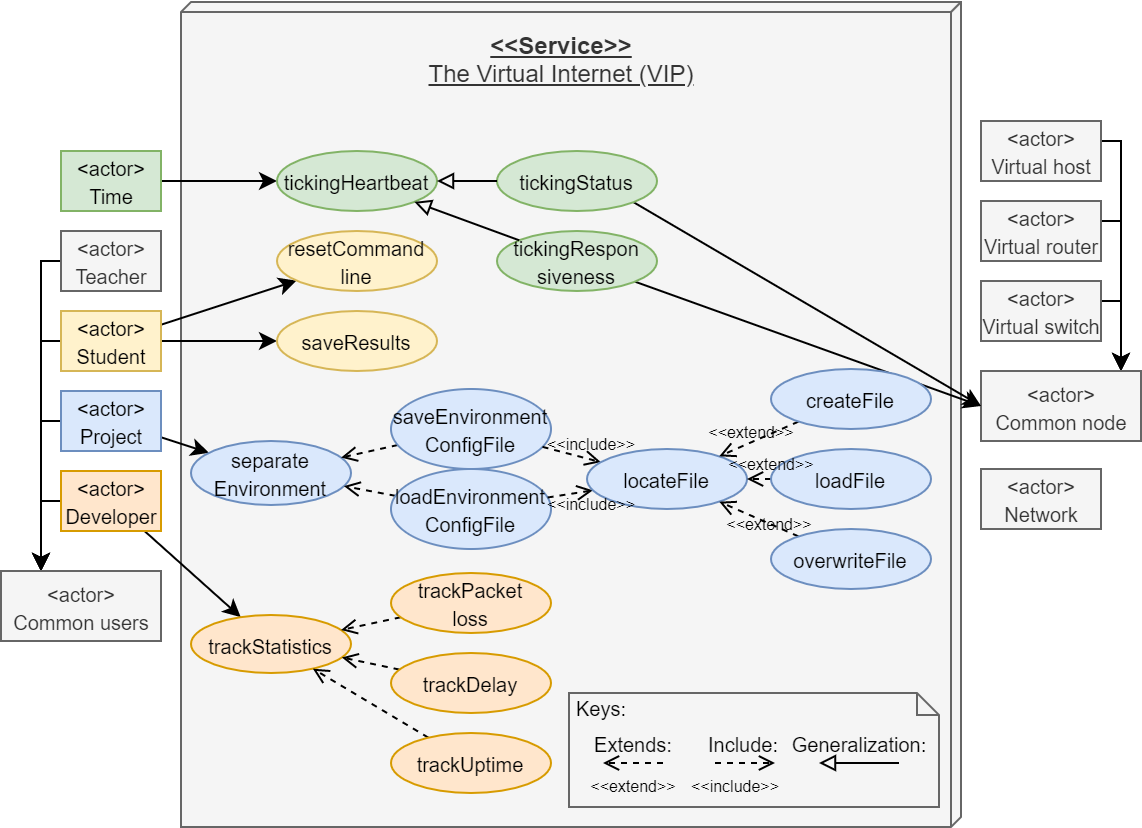 <<Service>>
The Virtual Internet (VIP)
<actor>
Time
<actor>
Teacher
<actor>
Student
<actor>
Project
<actor>
Developer
<actor>
Common users
tickingHeartbeat
tickingStatus
tickingRespon
siveness
resetCommand
line
saveResults
separate
Environment
saveEnvironment
ConfigFile
loadEnvironment
ConfigFile
<<include>>
<<include>>
locateFile
<<extend>>
<<extend>>
<<extend>>
createFile
loadFile
overwriteFile
trackStatistics
trackPacket
loss
trackDelay
trackUptime
<actor>
Virtual host
<actor>
Virtual router
<actor>
Virtual switch
<actor>
Common node
<actor>
Network
Keys:
Extends:
<<extend>>
Include:
<<include>>
Generalization: